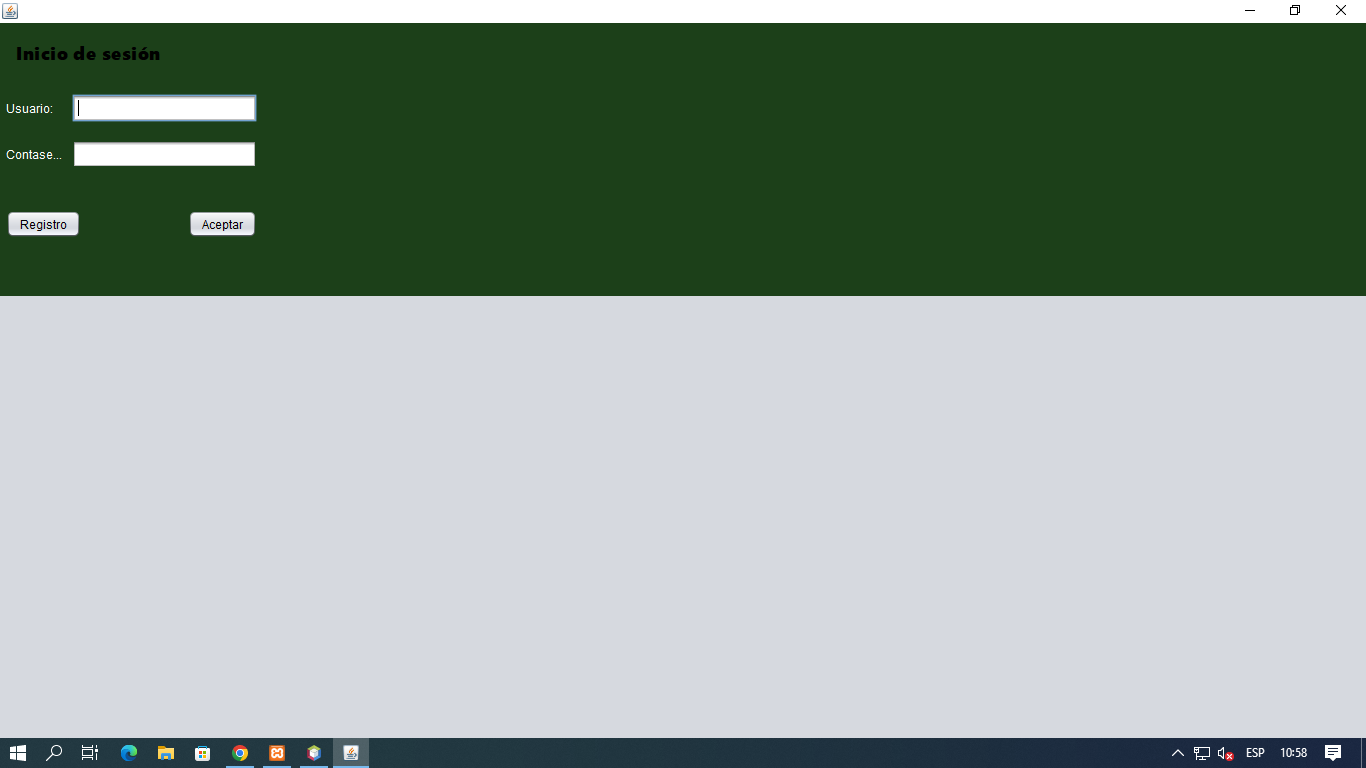 Inicio de sesión
Usuario:
Contase...
Registro
Aceptar
ESP
10:58